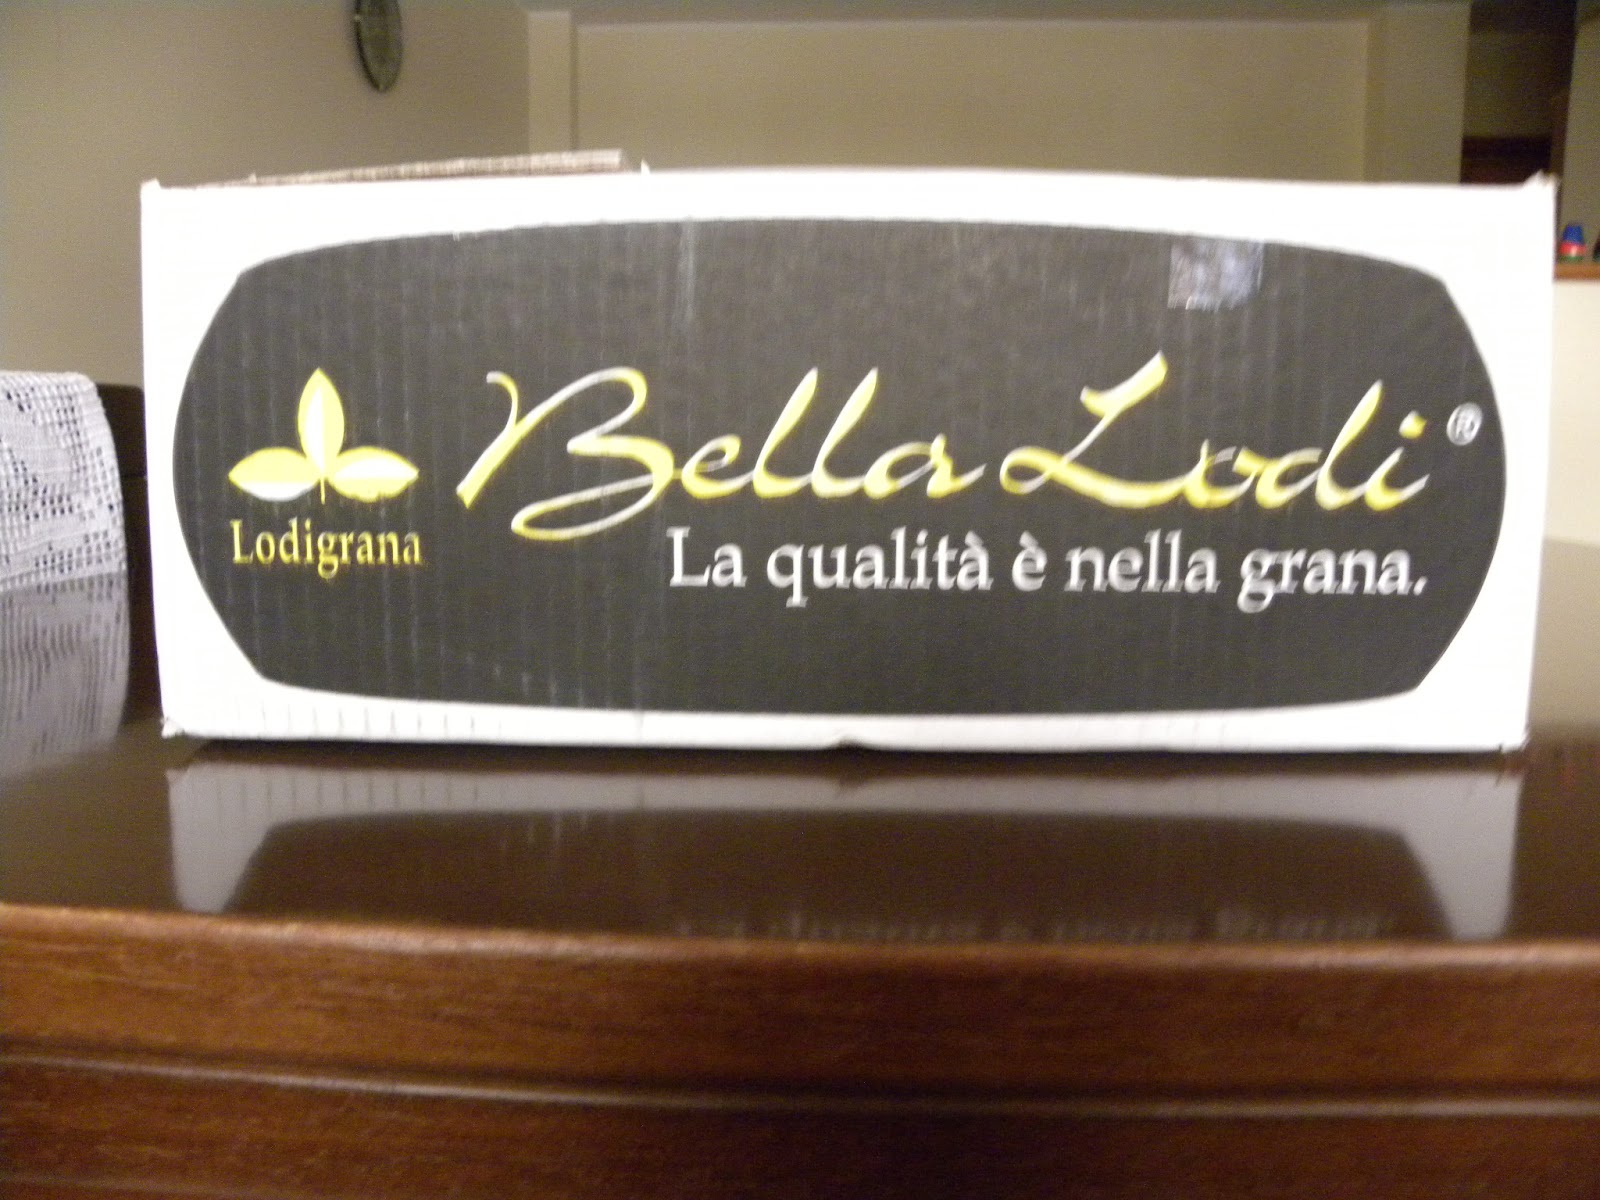 Bella Lodi ®
Lodigrana
La qualità è nella grana.